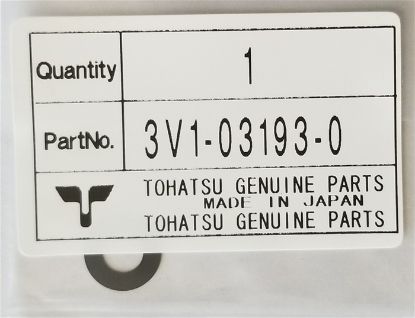 Quantity 1
PartNo. 3V1-03193-0
TOHATSU GENUINE PARTS
MADE IN JAPAN
TOHATSU GENUINE PARTS